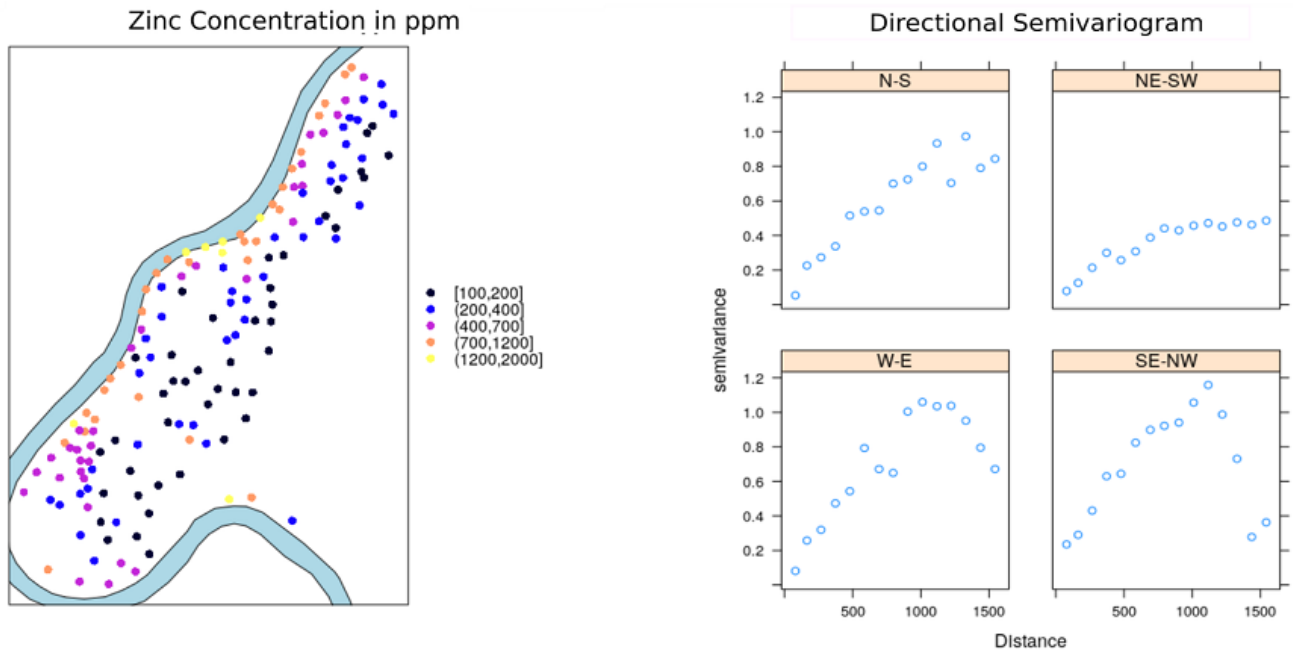 Zinc Concentration in ppm
[100,200]
(200,400]
(400,700]
(700,1200]
(1200,2000]
Directional Semivariogram
N-S
NE-SW
1.2
1.0
0.8
0.6
0.4
0.2
W-E
SE-NW
1.2
1.0
0.8
0.6
0.4
0.2
semivariance
500
1000
1500
500
1000
1500
Distance